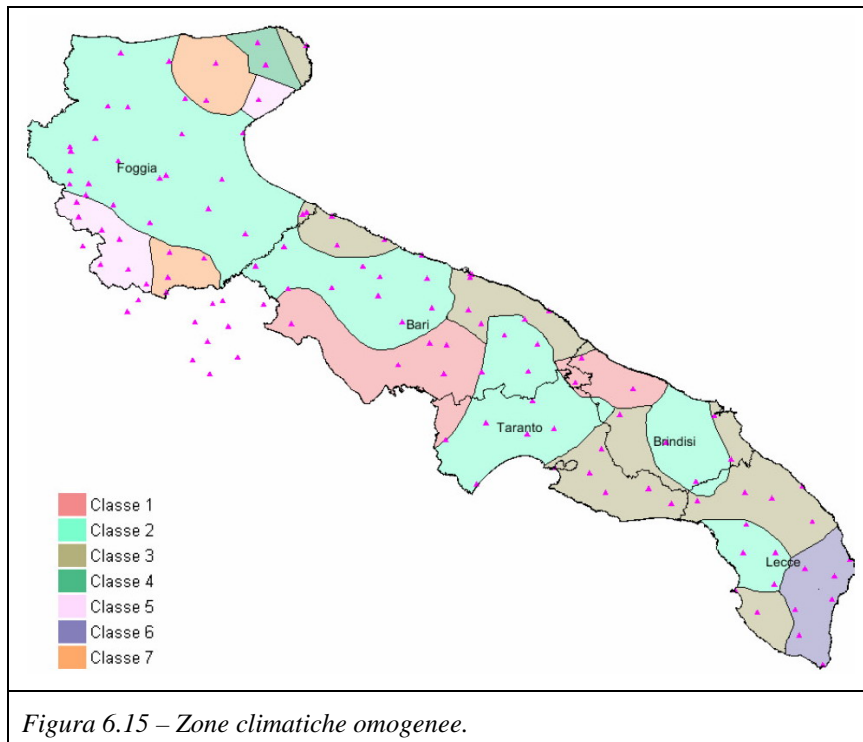 Foggia
Bari
Taranto
Brindisi
Lecce
Classe 1
Classe 2
Classe 3
Classe 4
Classe 5
Classe 6
Classe 7
Figura 6.15 – Zone climatiche omogenee.